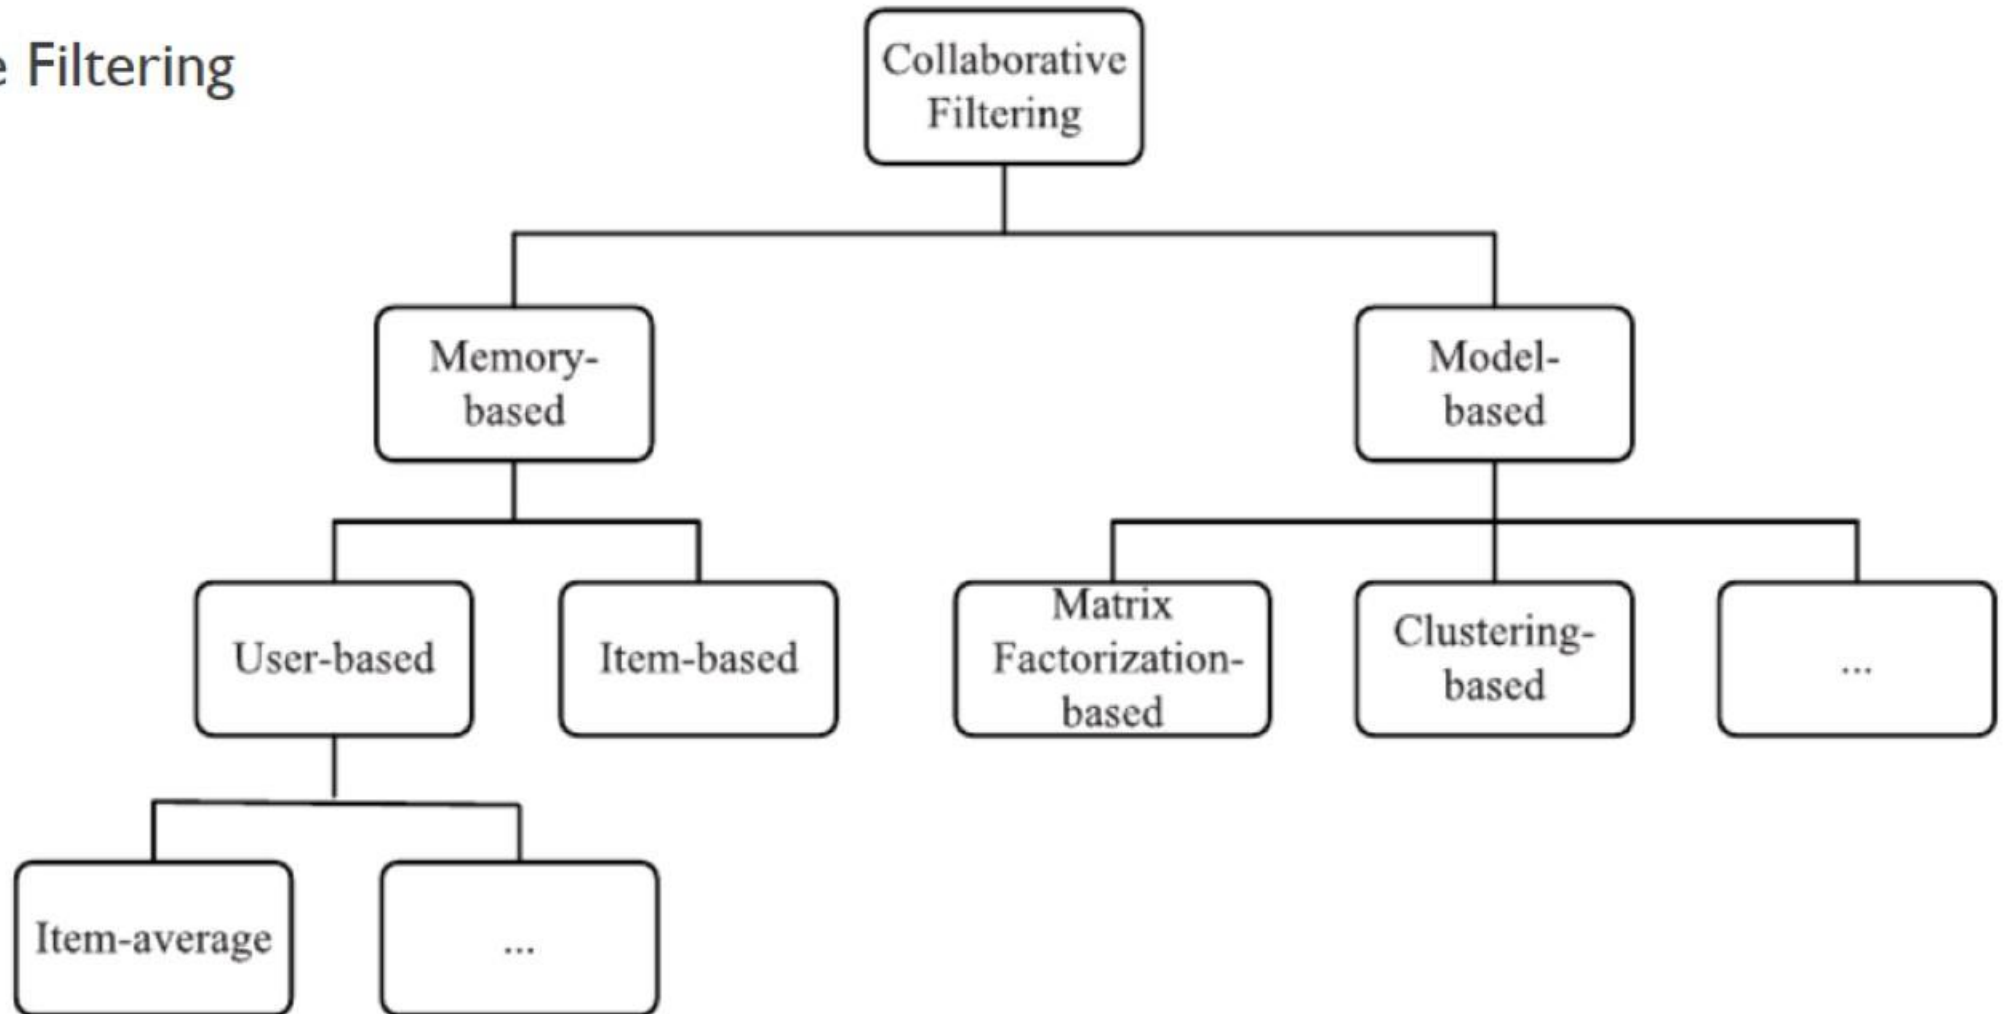 e Filtering
Collaborative
Filtering
Memory-
based
Model-
based
User-based
Item-based
Matrix
Factorization-
based
Clustering-
based
...
Item-average
...